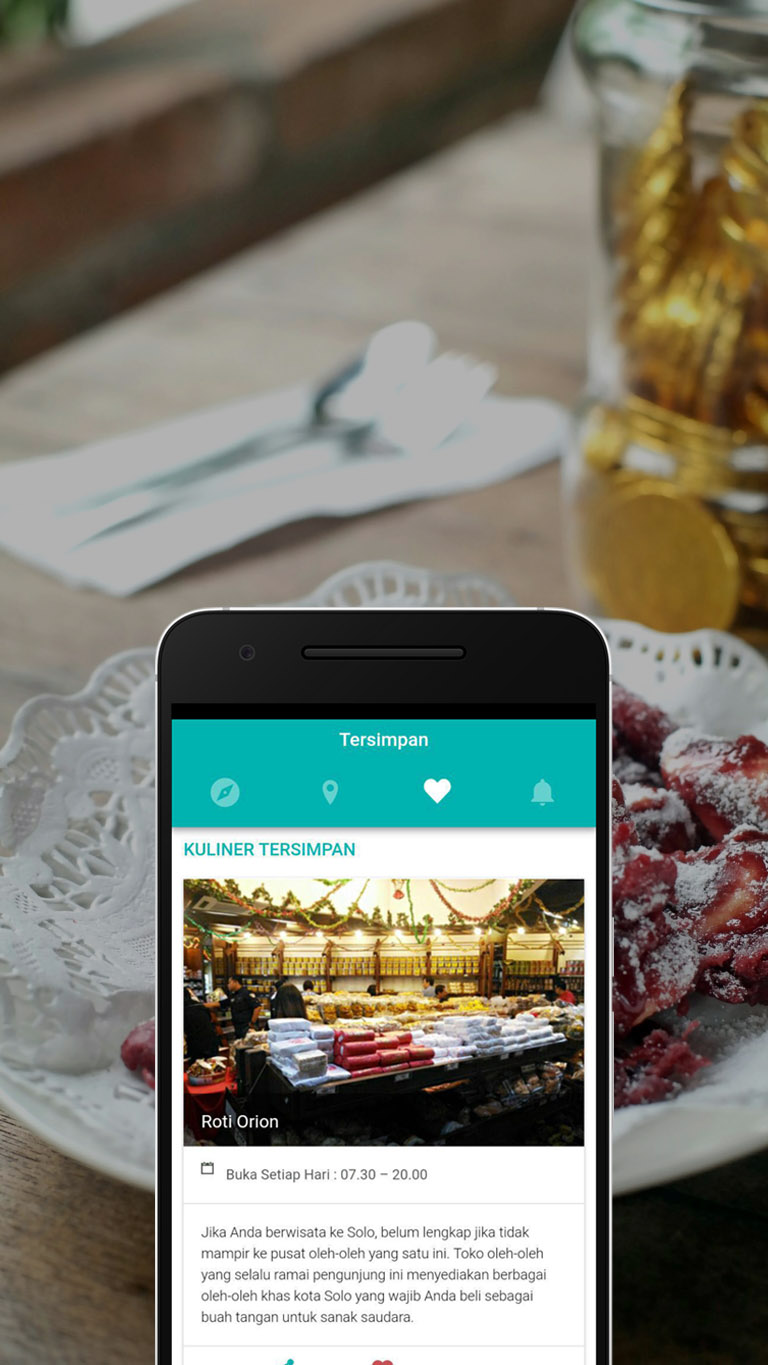 Tersimpan
KULINER TERSIMPAN
Roti Orion
Buka Setiap Hari : 07.30 – 20.00
Jika Anda berwisata ke Solo, belum lengkap jika tidak
mampir ke pusat oleh-oleh yang satu ini. Toko oleh-oleh
yang selalu ramai pengunjung ini menyediakan berbagai
oleh-oleh khas kota Solo yang wajib Anda beli sebagai
buah tangan untuk sanak saudara.